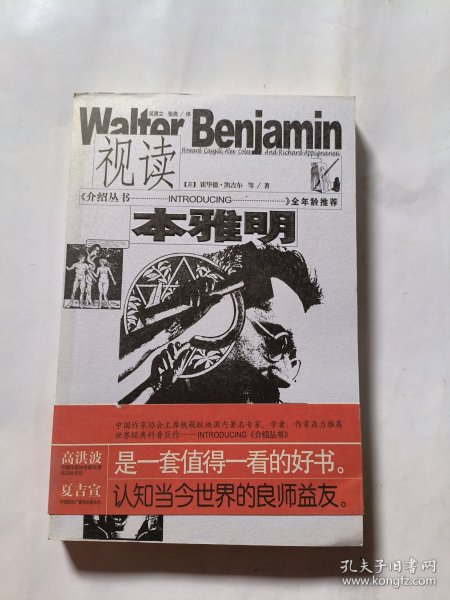 吴勇立 张亮/译
Walter Benjamin
Howard Caygill, Alex Coles And Richard Appignanesi
视读
[英] 霍华德·凯吉尔 等/著
《介绍丛书 INTRODUCING 》全年龄推荐
本雅明
中国作家协会主席铁凝联袂国内著名专家、学者、作家鼎力推荐
世界经典科普巨作——INTRODUCING《介绍丛书》
高洪波
是一套值得一看的好书。
夏吉宣
认知当今世界的良师益友。
孔夫子旧书网
www.kongfz.com